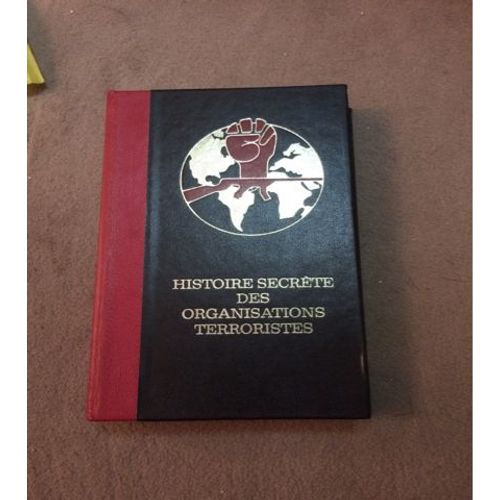 HISTOIRE SECRÈTE
DES
ORGANISATIONS
TERRORISTES